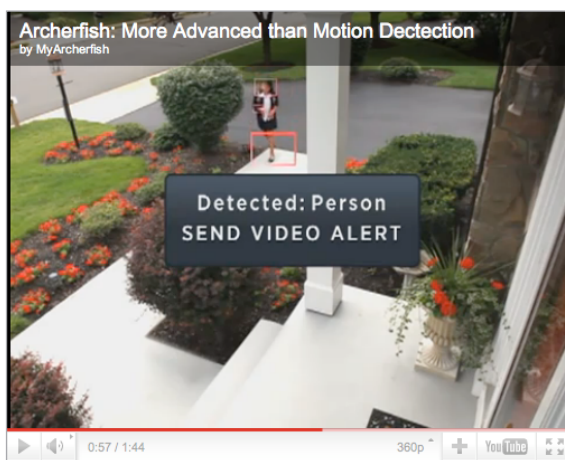 Archerfish: More Advanced than Motion Dectection
by MyArcherfish
Detected: Person
SEND VIDEO ALERT
0:57 / 1:44
360p
YouTube